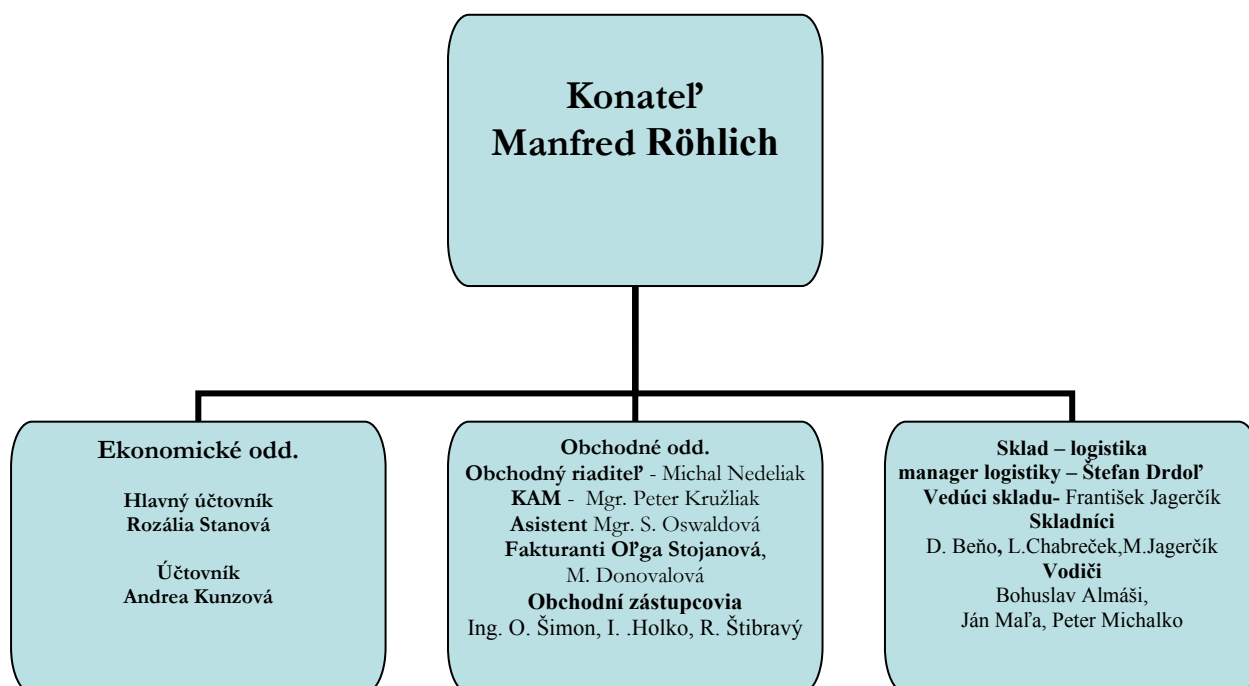 Konateľ
Manfred Röhlich
Ekonomické odd.
Hlavný účtovník
Rozália Stanová
Účtovník
Andrea Kunzová
Obchodné odd.
Obchodný riaditeľ - Michal Nedeliak
KAM - Mgr. Peter Kružliak
Asistent Mgr. S. Oswaldová
Fakturanti Oľga Stojanová,
M. Donovalová
Obchodní zástupcovia
Ing. O. Šimon, I. .Holko, R. Štibravý
Sklad – logistika
manager logistiky – Štefan Drdoľ
Vedúci skladu- František Jagerčík
Skladníci
D. Beňo, L.Chabreček,M.Jagerčík
Vodiči
Bohuslav Almáši,
Ján Maľa, Peter Michalko